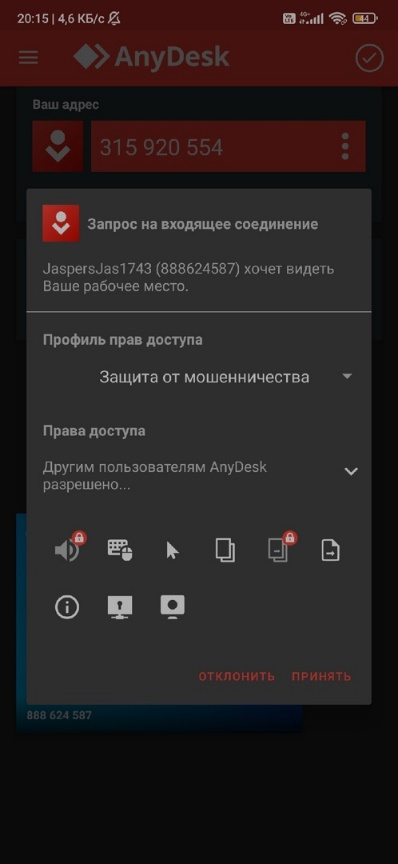 20:15 | 4,6 КБ/с
4G
44
AnyDesk
Ваш адрес
315 920 554
Запрос на входящее соединение
JaspersJas1743 (888624587) хочет видеть
Ваше рабочее место.
Профиль прав доступа
Защита от мошенничества
Права доступа
Другим пользователям AnyDesk
разрешено...
ОТКЛОНИТЬ ПРИНЯТЬ
888 624 587